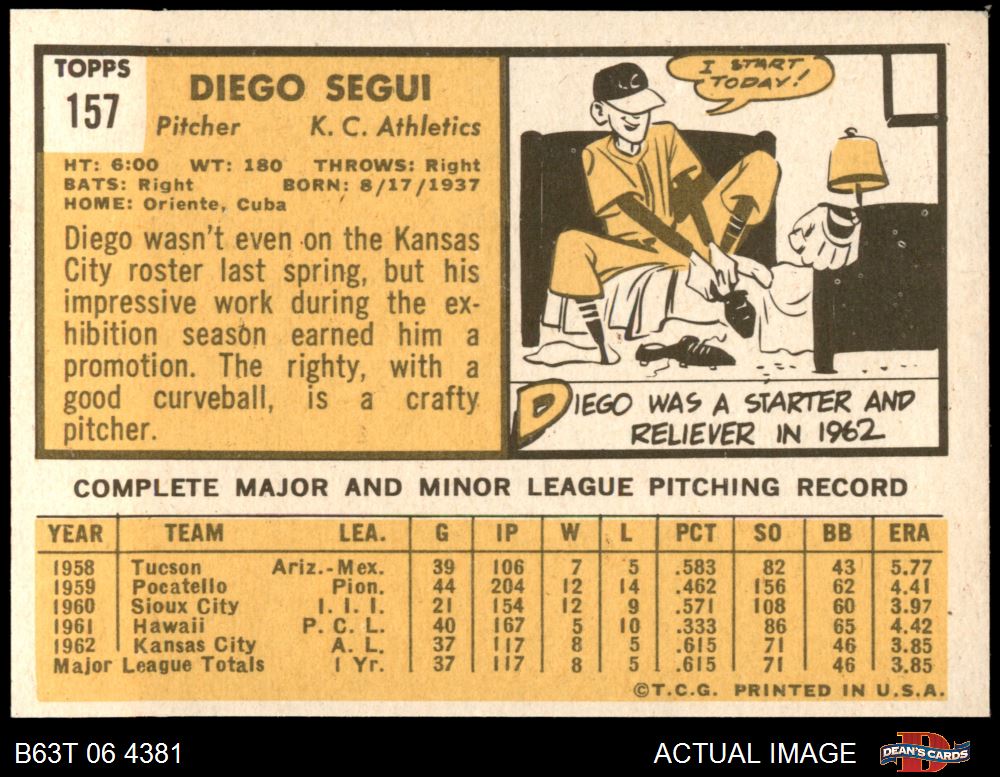 TOPPS
157
DIEGO SEGUI
Pitcher K. C. Athletics
HT: 6:00 WT: 180 THROWS: Right
BATS: Right BORN: 8/17/1937
HOME: Oriente, Cuba
Diego wasn't even on the Kansas
City roster last spring, but his
impressive work during the ex-
hibition season earned him a
promotion. The righty, with a
good curveball, is a crafty
pitcher.
KC
I START
TODAY!
DIEGO WAS A STARTER AND
RELIEVER IN 1962
COMPLETE MAJOR AND MINOR LEAGUE PITCHING RECORD
YEAR TEAM LEA. G IP W L PCT SO BB ERA
1958 Tucson Ariz.-Mex. 39 106 7 5 .583 82 43 5.77
1959 Pocatello Pion. 44 204 12 14 .462 156 62 4.41
1960 Sioux City I. I. I. 21 154 12 9 .571 108 60 3.97
1961 Hawaii P. C. L. 40 167 5 10 .333 86 65 4.42
1962 Kansas City A. L. 37 117 8 5 .615 71 46 3.85
Major League Totals 1 Yr. 37 117 8 5 .615 71 46 3.85
©T.C.G. PRINTED IN U.S.A.
B63T 06 4381 ACTUAL IMAGE DEAN'S CARDS